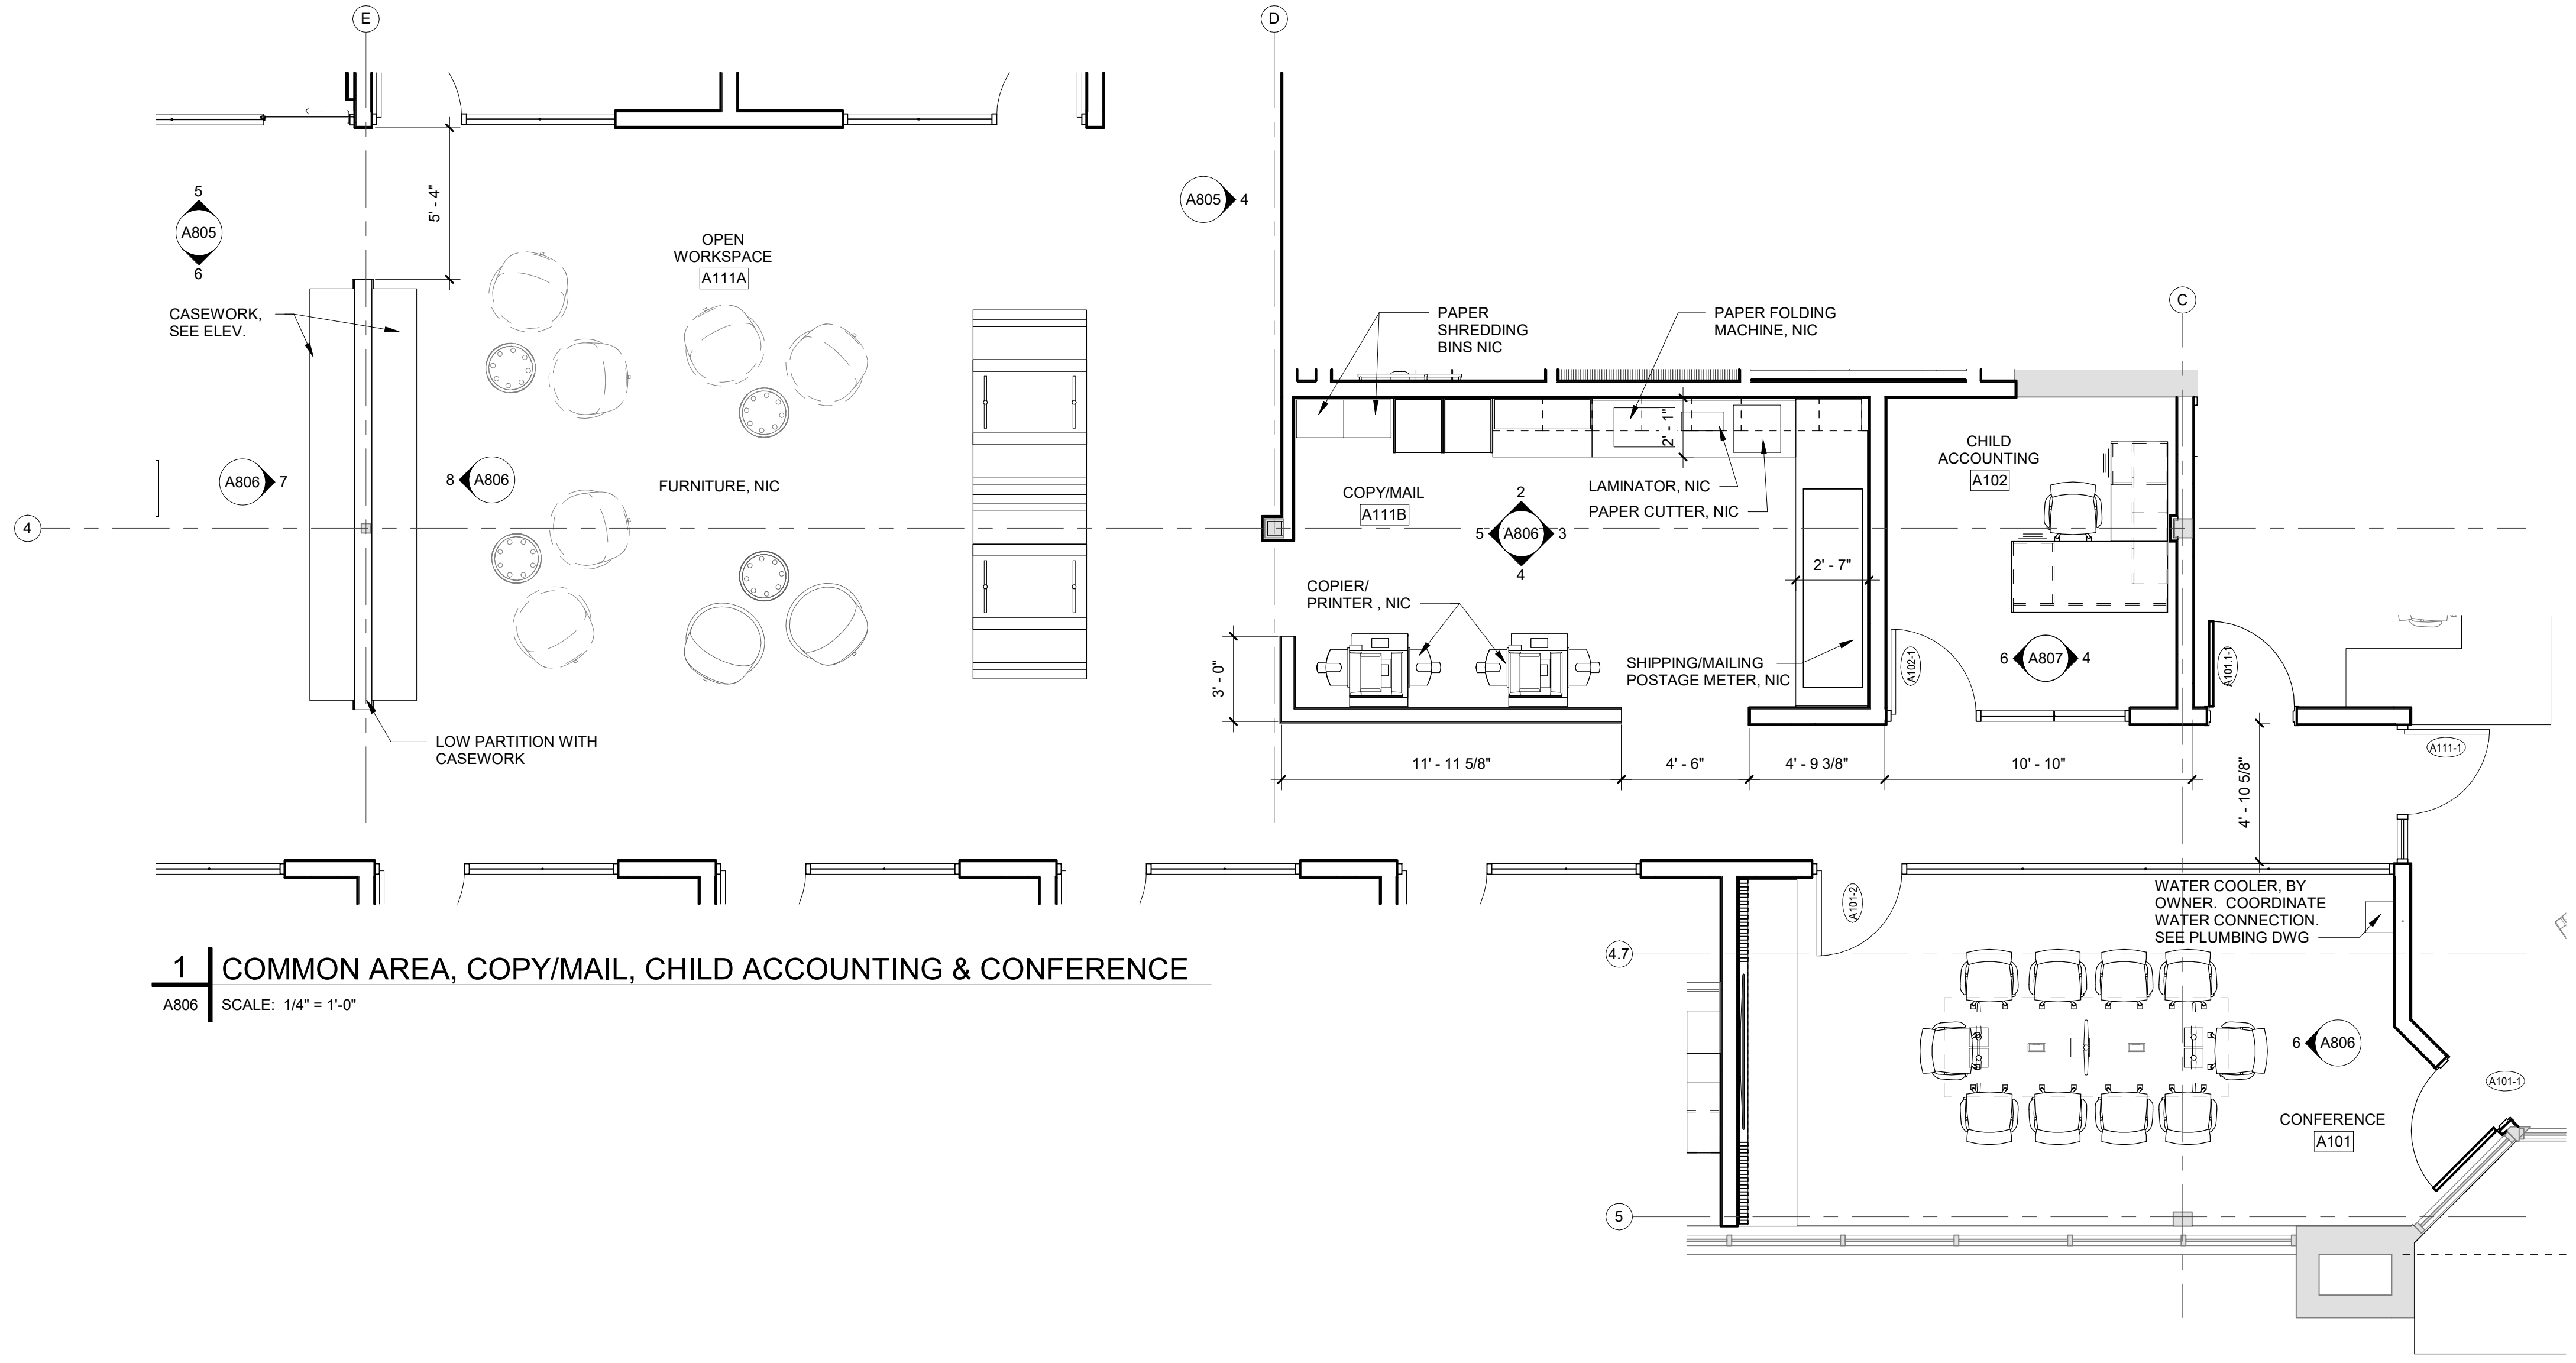 E
D
5
A805
6
5' - 4"
OPEN
WORKSPACE
A111A
A805
4
CASEWORK,
SEE ELEV.
C
PAPER
SHREDDING
BINS NIC
PAPER FOLDING
MACHINE, NIC
2' - 1"
CHILD
ACCOUNTING
A102
A806
7
8
A806
FURNITURE, NIC
COPY/MAIL
A111B
LAMINATOR, NIC
PAPER CUTTER, NIC
4
2
5
A806
3
4
2' - 7"
COPIER/
PRINTER , NIC
3' - 0"
SHIPPING/MAILING
POSTAGE METER, NIC
A102-1
6
A807
4
A101.1-1
LOW PARTITION WITH
CASEWORK
A111-1
11' - 11 5/8"
4' - 6"
4' - 9 3/8"
10' - 10"
4' - 10 5/8"
A101-2
WATER COOLER, BY
OWNER. COORDINATE
WATER CONNECTION.
SEE PLUMBING DWG
4.7
1
COMMON AREA, COPY/MAIL, CHILD ACCOUNTING & CONFERENCE
A806
SCALE: 1/4" = 1'-0"
6
A806
A101-1
CONFERENCE
A101
5